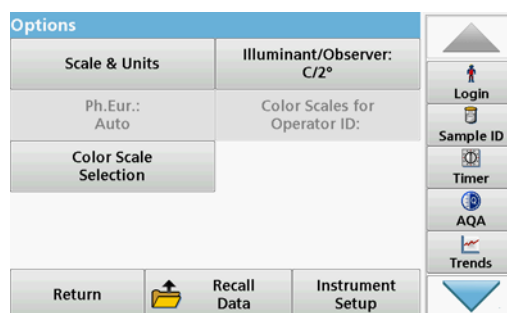 Options
Scale & Units
Illuminant/Observer:
C/2°
Ph.Eur.:
Auto
Color Scales for
Operator ID:
Color Scale
Selection
Return
Recall
Data
Instrument
Setup
Login
Sample ID
Timer
AQA
Trends